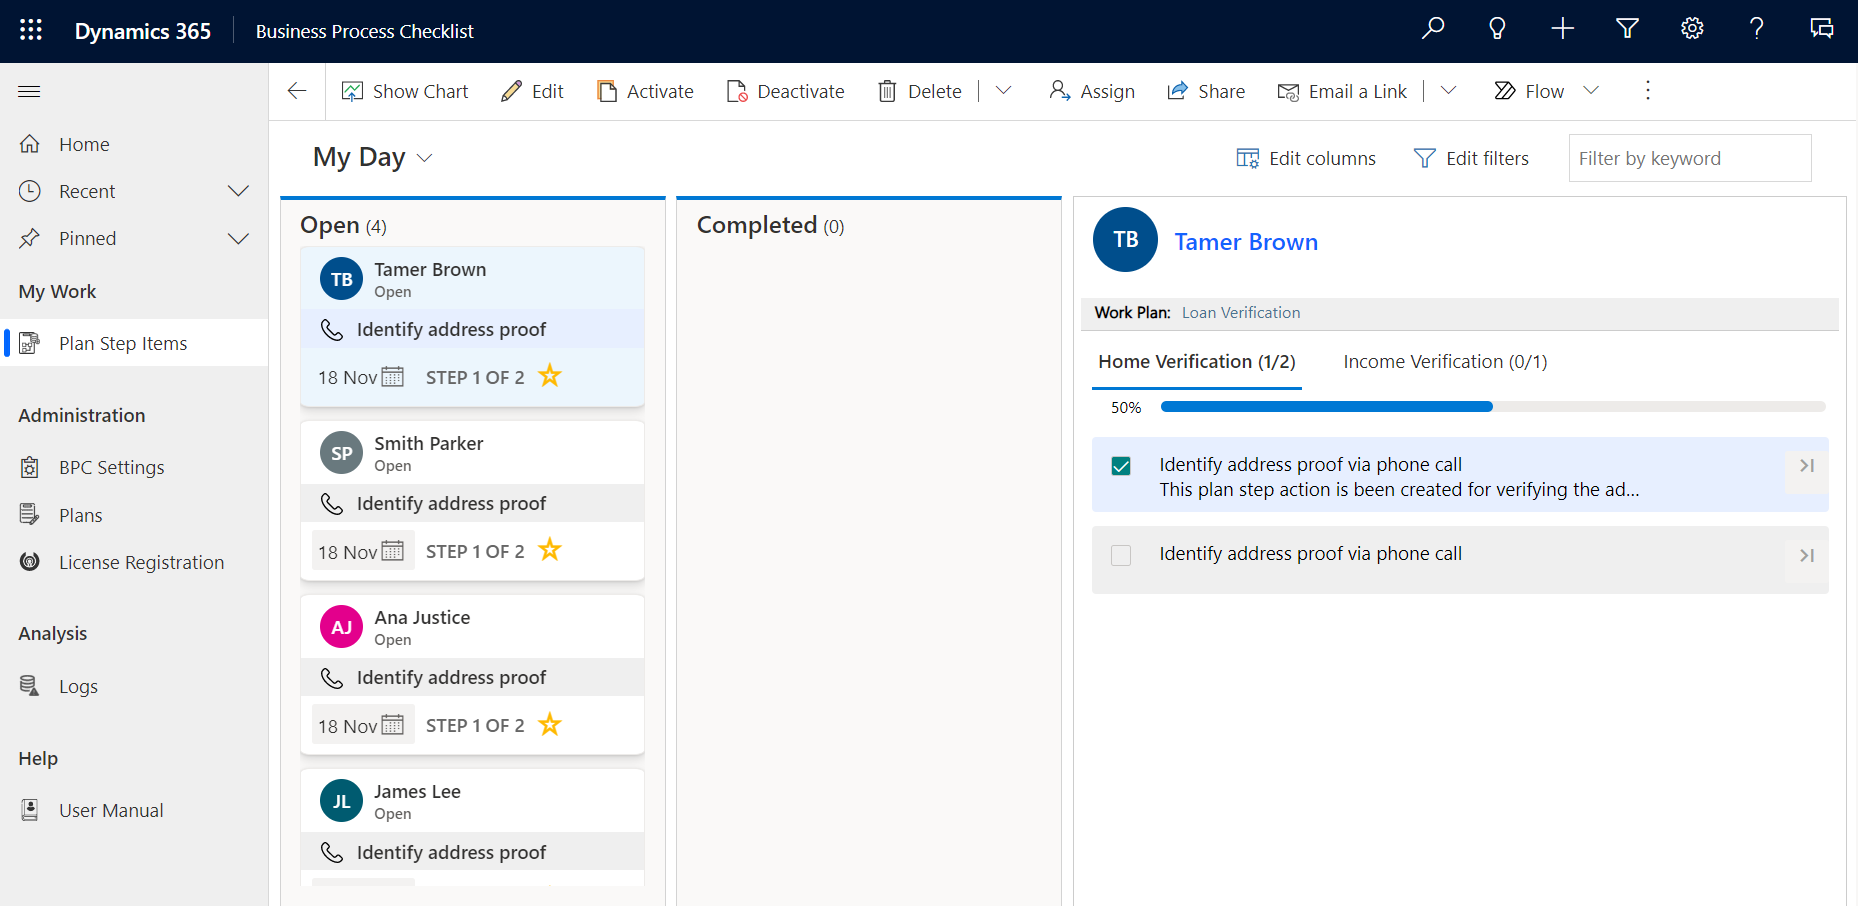 Dynamics 365
Business Process Checklist
Home
Recent
Pinned
My Work
Plan Step Items
Administration
BPC Settings
Plans
License Registration
Analysis
Logs
Help
User Manual
Show Chart
Edit
Activate
Deactivate
Delete
Assign
Share
Email a Link
Flow
My Day
Edit columns
Edit filters
Filter by keyword
Open (4)
TB
Tamer Brown
Open
Identify address proof
18 Nov STEP 1 OF 2
SP
Smith Parker
Open
Identify address proof
18 Nov STEP 1 OF 2
AJ
Ana Justice
Open
Identify address proof
18 Nov STEP 1 OF 2
JL
James Lee
Open
Identify address proof
Completed (0)
TB
Tamer Brown
Work Plan: Loan Verification
Home Verification (1/2)
Income Verification (0/1)
50%
Identify address proof via phone call
This plan step action is been created for verifying the ad...
Identify address proof via phone call